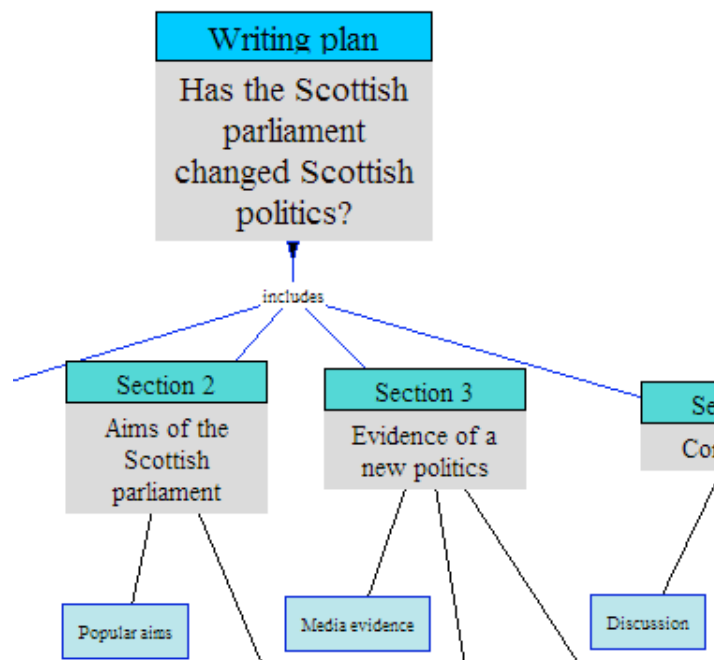 Writing plan
Has the Scottish
parliament
changed Scottish
politics?
includes
Section 2
Aims of the
Scottish
parliament
Section 3
Evidence of a
new politics
Popular aims
Media evidence
Discussion